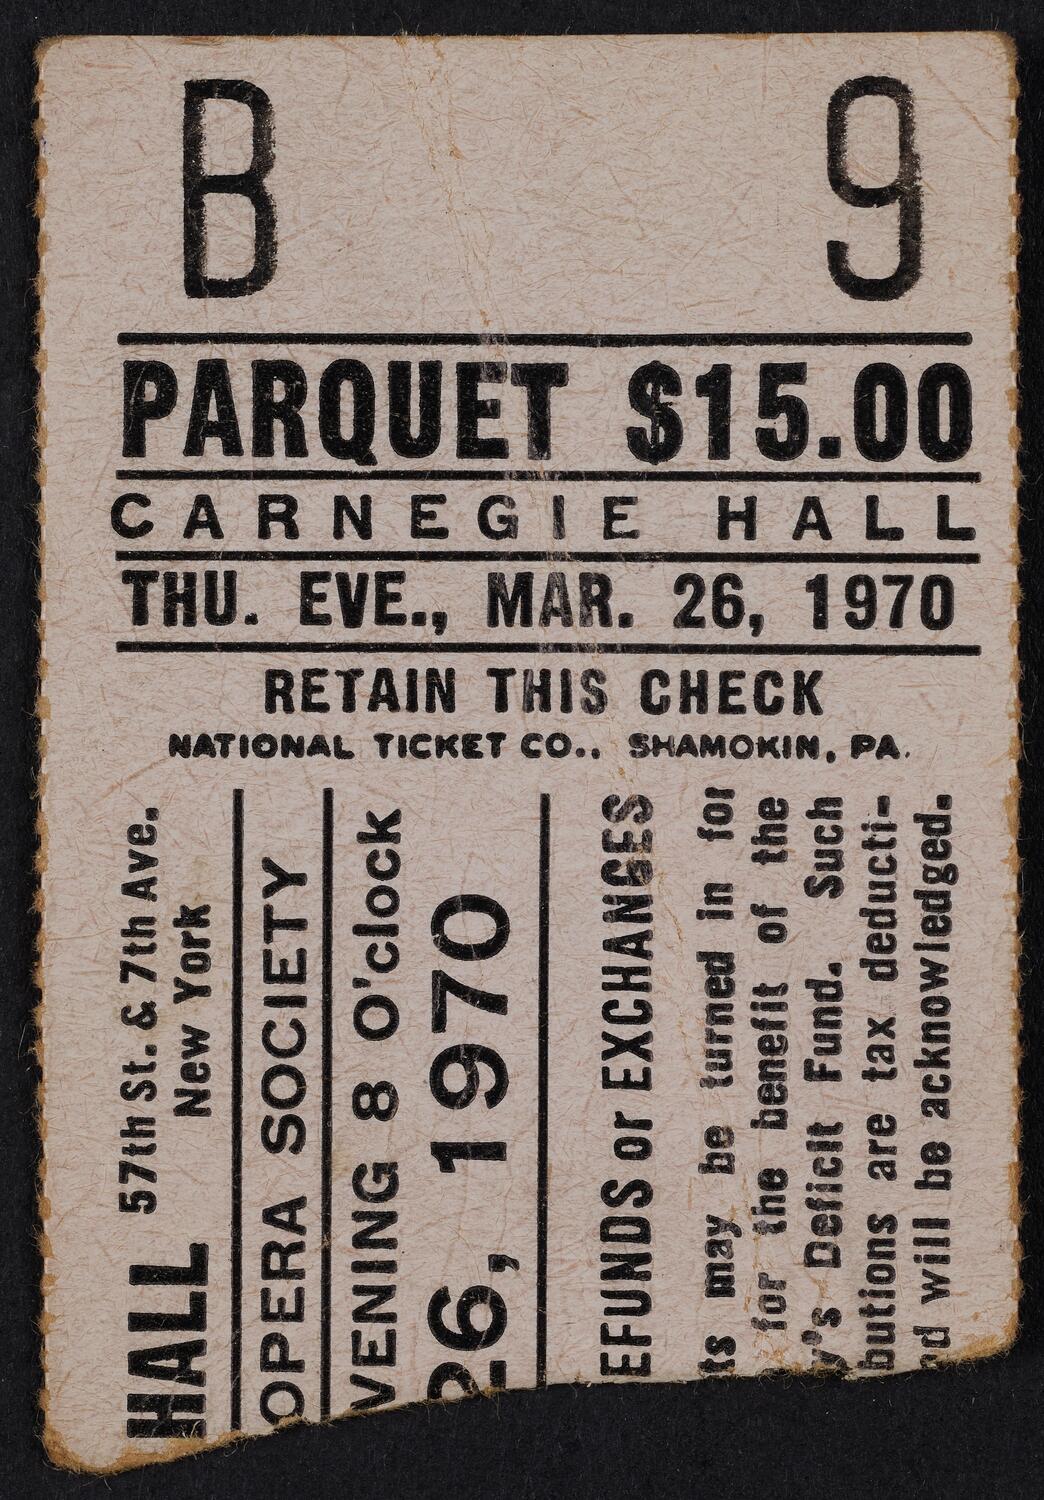 B 9
PARQUET $15.00
CARNEGIE HALL
THU. EVE., MAR. 26, 1970
RETAIN THIS CHECK
NATIONAL TICKET CO., SHAMOKIN, PA.
HALL 57th St. & 7th Ave.
New York
OPERA SOCIETY
VENING 8 O'clock
26, 1970
EFUNDS or EXCHANGES
ts may be turned in for
for the benefit of the
y's Deficit Fund. Such
butions are tax deducti-
nd will be acknowledged.